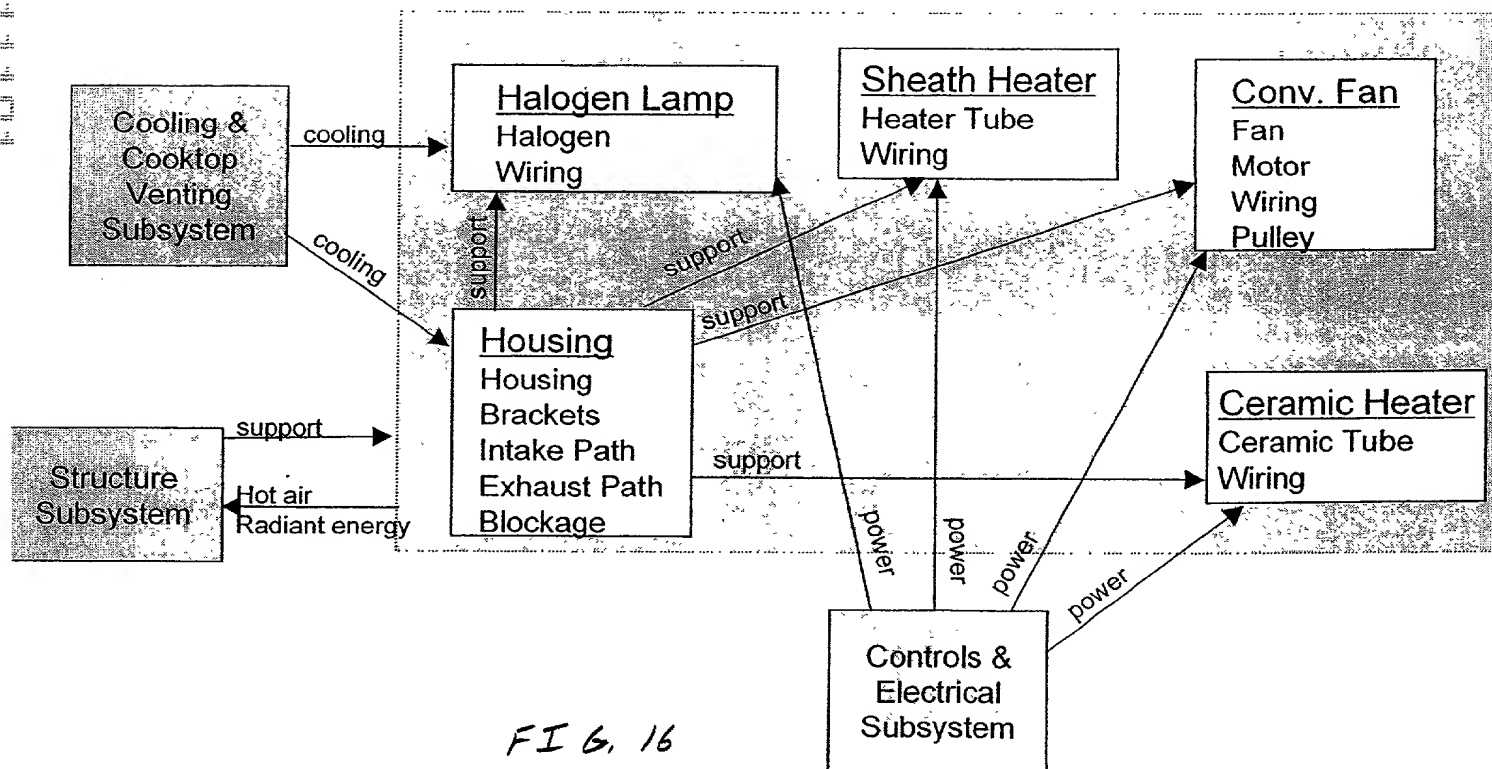 Cooling &
Cooktop
Venting
Subsystem
cooling
cooling
Halogen Lamp
Halogen
Wiring
Sheath Heater
Heater Tube
Wiring
Conv. Fan
Fan
Motor
Wiring
Pulley
support
support
support
Housing
Housing
Brackets
Intake Path
Exhaust Path
Blockage
support
Ceramic Heater
Ceramic Tube
Wiring
Structure
Subsystem
support
Hot air
Radiant energy
power
power
power
power
Controls &
Electrical
Subsystem
FIG. 16